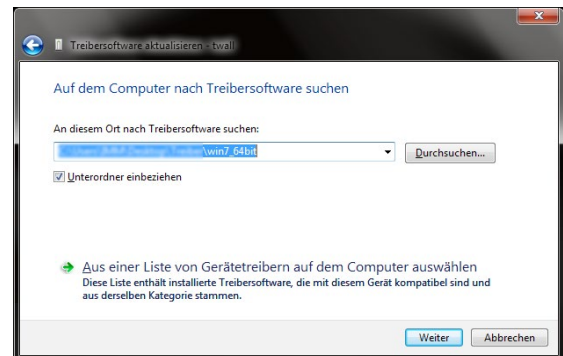 Treibersoftware aktualisieren - twall
Auf dem Computer nach Treibersoftware suchen
An diesem Ort nach Treibersoftware suchen:
\win7_64bit
Durchsuchen...
Unterordner einbeziehen
Aus einer Liste von Gerätetreibern auf dem Computer auswählen
Diese Liste enthält installierte Treibersoftware, die mit diesem Gerät kompatibel sind und
aus derselben Kategorie stammen.
Weiter
Abbrechen